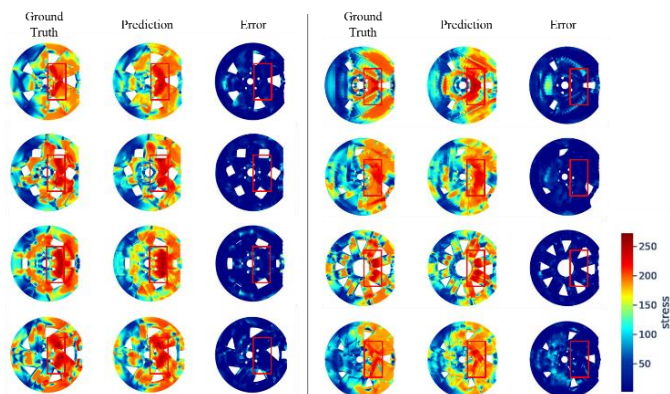 Ground
Truth
Prediction
Error
Ground
Truth
Prediction
Error
250
200
150
100
50
stress